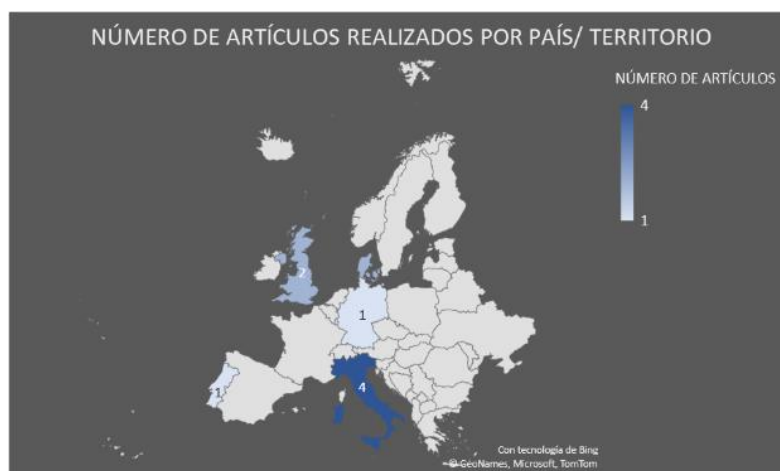 NÚMERO DE ARTÍCULOS REALIZADOS POR PAÍS/ TERRITORIO
NÚMERO DE ARTÍCULOS
4
1
2
1
1
4
Con tecnología de Bing
© GeoNames, Microsoft, TomTom